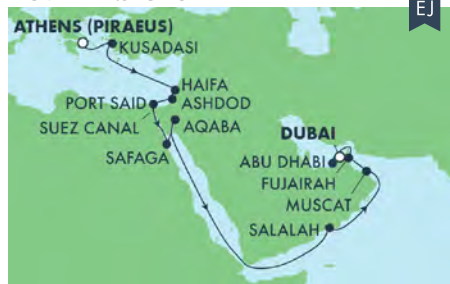 EJ
ATHENS (PIRAEUS)
KUSADASI
HAIFA
PORT SAID
ASHDOD
SUEZ CANAL
AQABA
SAFAGA
DUBAI
ABU DHABI
FUJAIRAH
MUSCAT
SALALAH